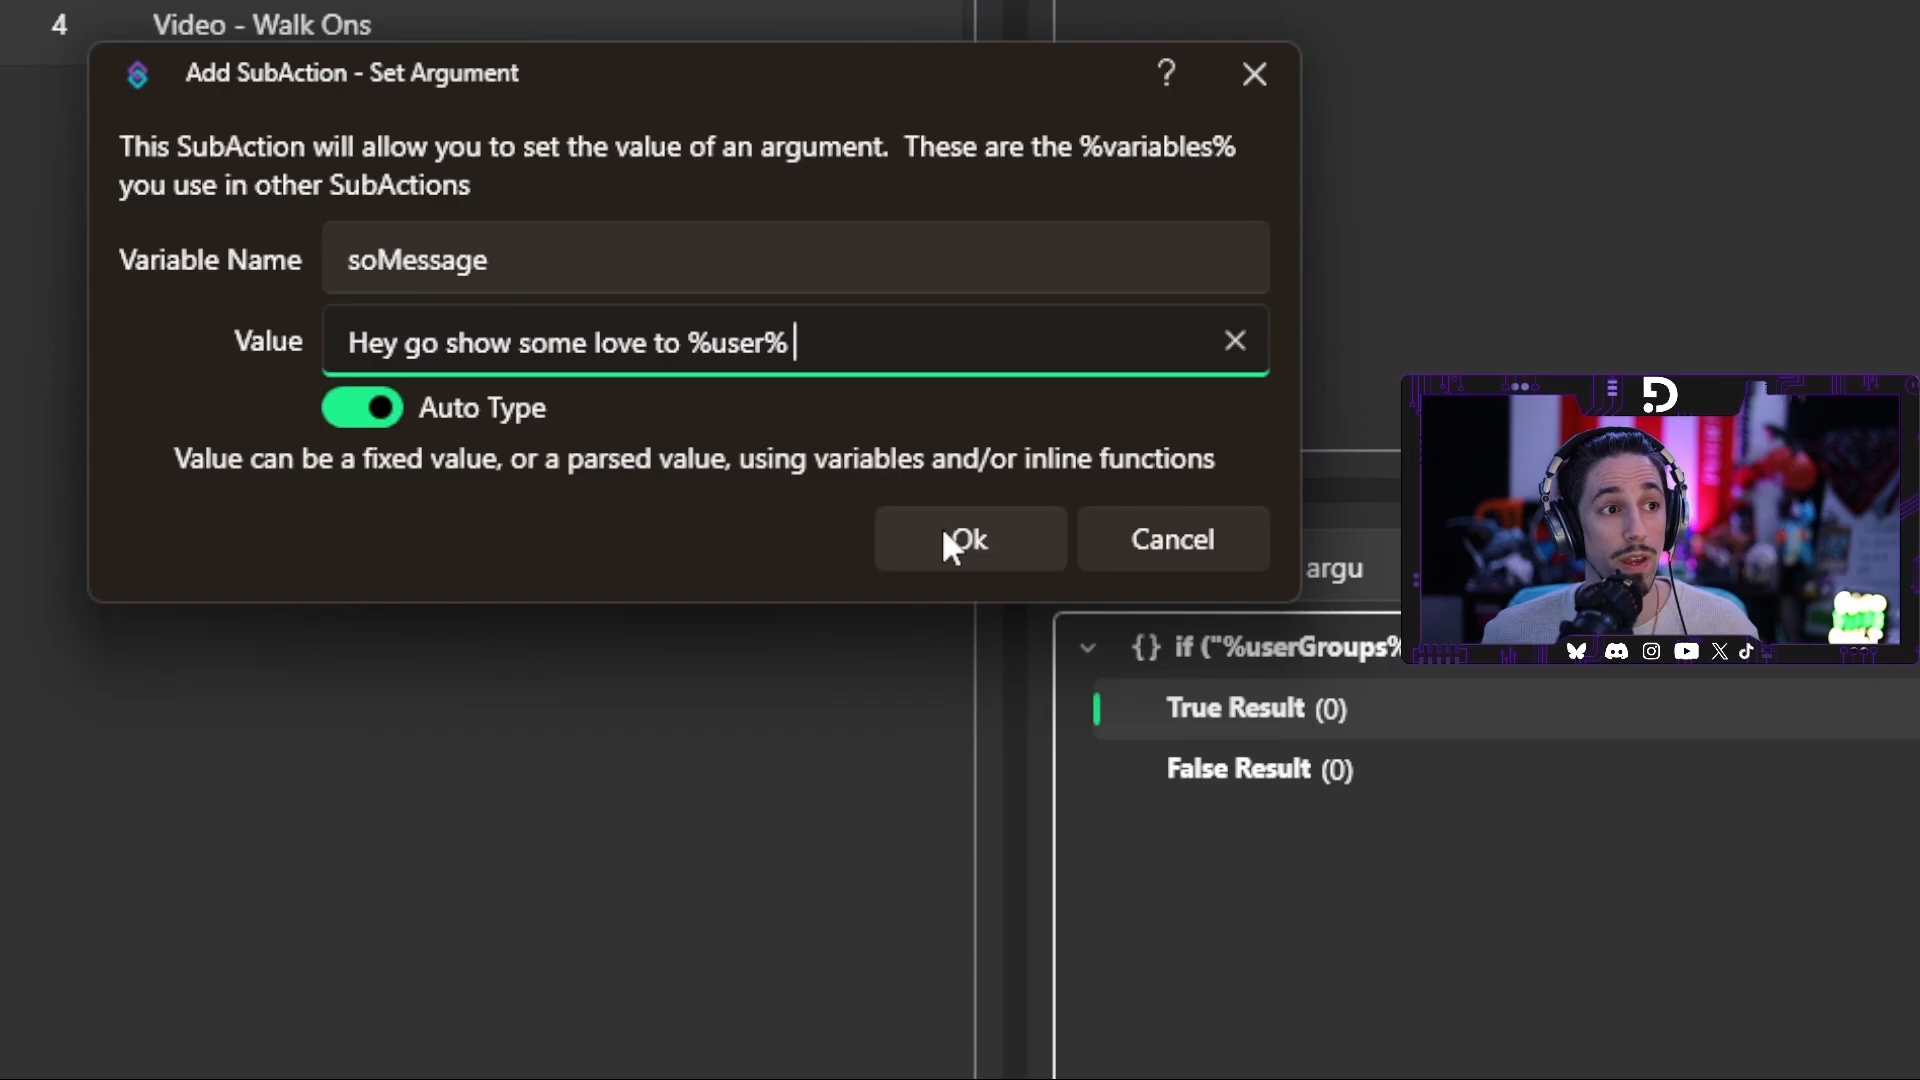 4 Video - Walk Ons
Add SubAction - Set Argument
?
This SubAction will allow you to set the value of an argument. These are the %variables%
you use in other SubActions
Variable Name soMessage
Value Hey go show some love to %user%
Auto Type
Value can be a fixed value, or a parsed value, using variables and/or inline functions
Ok Cancel
argu
{} if ("%userGroups%
True Result (0)
False Result (0)